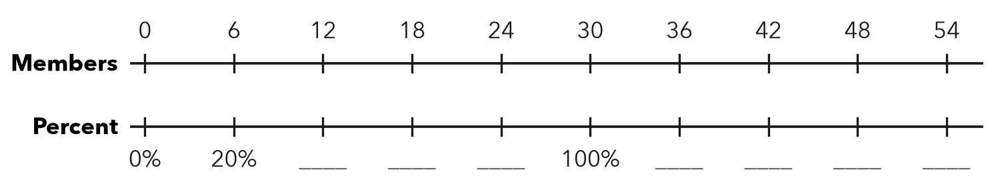 0 6 12 18 24 30 36 42 48 54
Members
Percent
0% 20% ____ ____ ____ 100% ____ ____ ____ ____